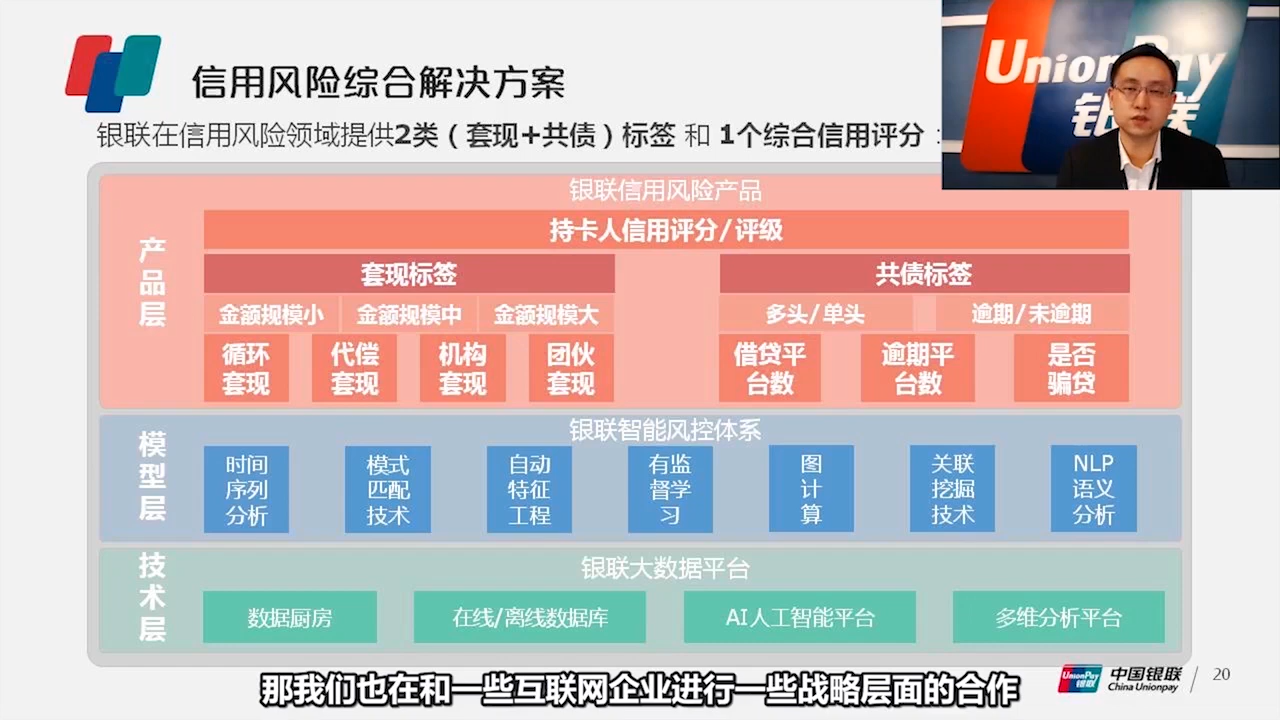 信用风险综合解决方案
银联在信用风险领域提供2类（套现+共债）标签 和 1个综合信用评分：
UnionPay
银联
银联信用风险产品
产品层
持卡人信用评分/评级
套现标签
共债标签
金额规模小
金额规模中
金额规模大
多头/单头
逾期/未逾期
循环
套现
代偿
套现
机构
套现
团伙
套现
借贷平
台数
逾期平
台数
是否
骗贷
银联智能风控体系
模型层
时间
序列
分析
模式
匹配
技术
自动
特征
工程
有监
督学
习
图
计
算
关联
挖掘
技术
NLP
语义
分析
银联大数据平台
技术层
数据厨房
在线/离线数据库
AI人工智能平台
多维分析平台
UnionPay
银联
中国银联
China Unionpay
20
那我们也在和一些互联网企业进行一些战略层面的合作